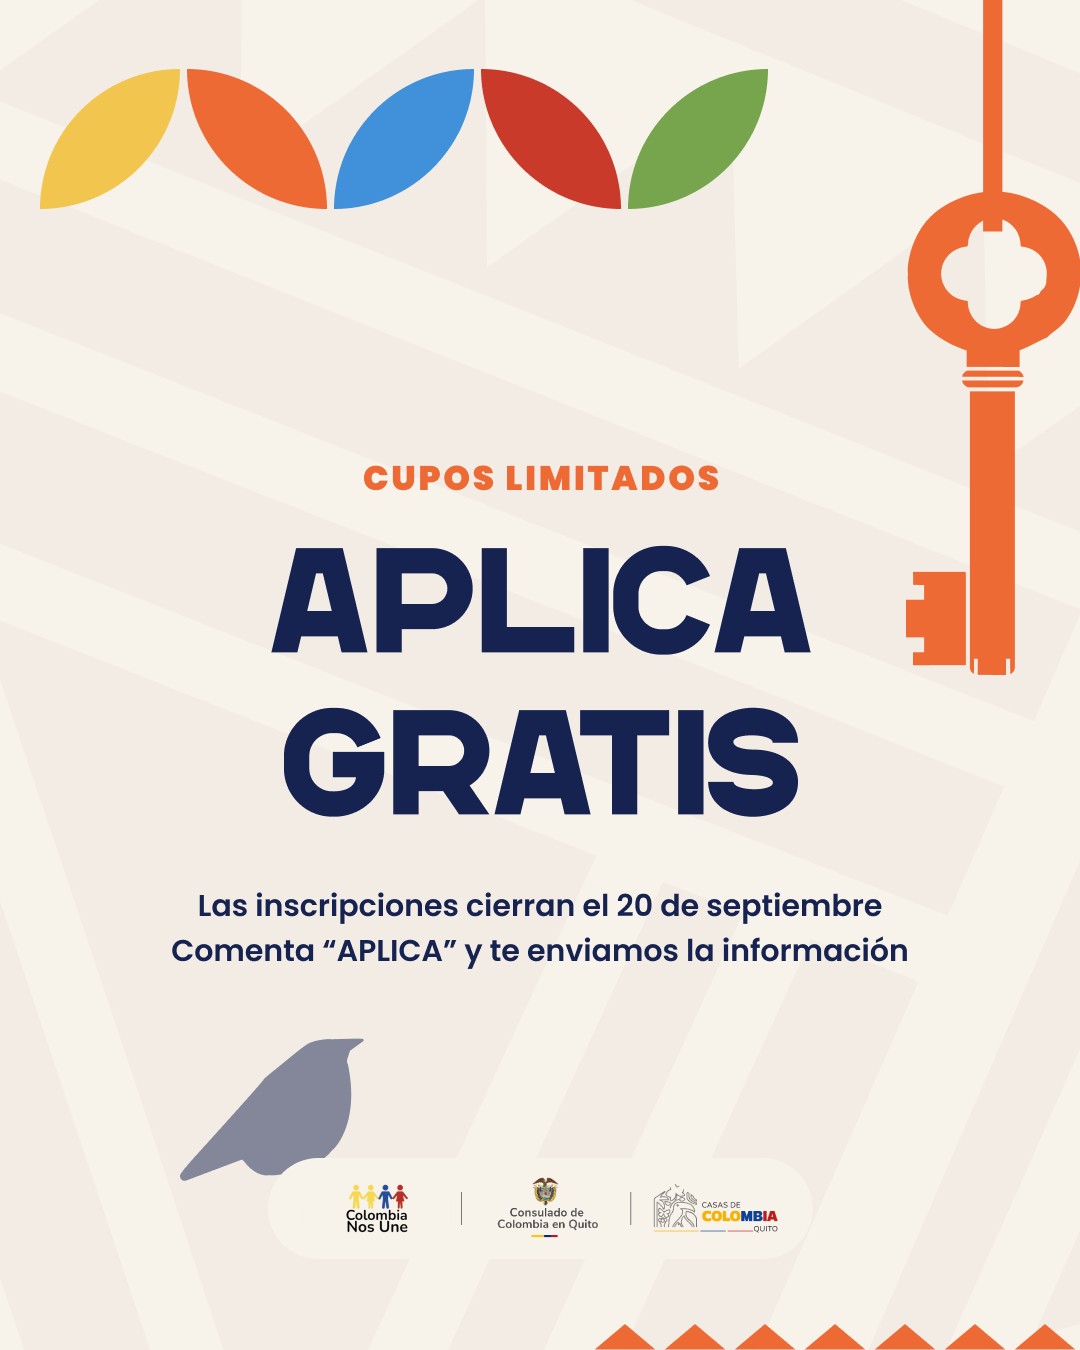 CUPOS LIMITADOS
APLICA
GRATIS
Las inscripciones cierran el 20 de septiembre
Comenta “APLICA” y te enviamos la información
Colombia
Nos Une
Consulado de
Colombia en Quito
CASAS DE
COLOMBIA
QUITO